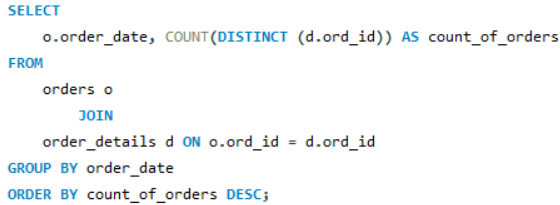 SELECT
o.order_date, COUNT(DISTINCT (d.ord_id)) AS count_of_orders
FROM
orders o
JOIN
order_details d ON o.ord_id = d.ord_id
GROUP BY order_date
ORDER BY count_of_orders DESC;